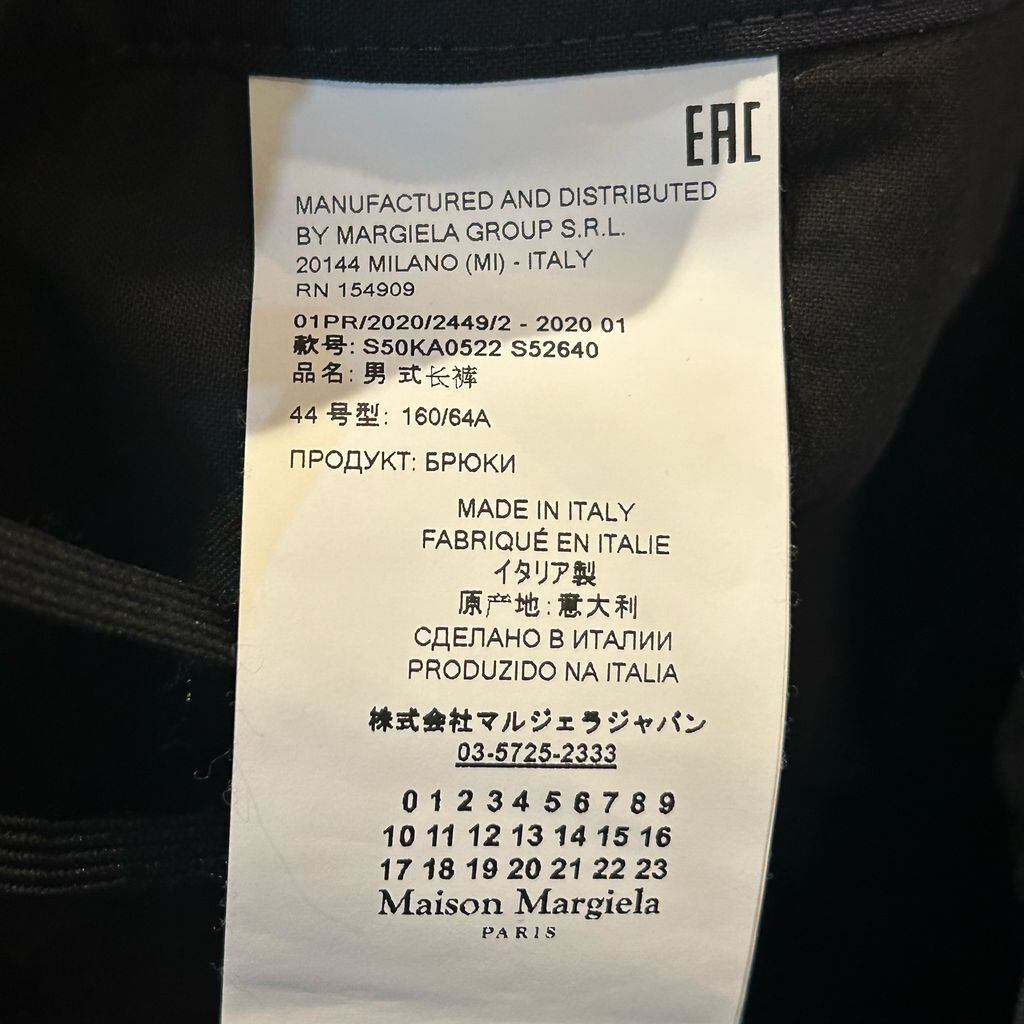 EAC
MANUFACTURED AND DISTRIBUTED
BY MARGIELA GROUP S.R.L.
20144 MILANO (MI) - ITALY
RN 154909
01PR/2020/2449/2 - 2020 01
款号: S50KA0522 S52640
品名: 男 式长裤
44 号型: 160/64A
ПРОДУКТ: БРЮКИ
MADE IN ITALY
FABRIQUÉ EN ITALIE
イタリア製
原产地: 意大利
СДЕЛАНО В ИТАЛИИ
PRODUZIDO NA ITALIA
株式会社マルジェラジャパン
03-5725-2333
0 1 2 3 4 5 6 7 8 9
10 11 12 13 14 15 16
17 18 19 20 21 22 23
Maison Margiela
PARIS